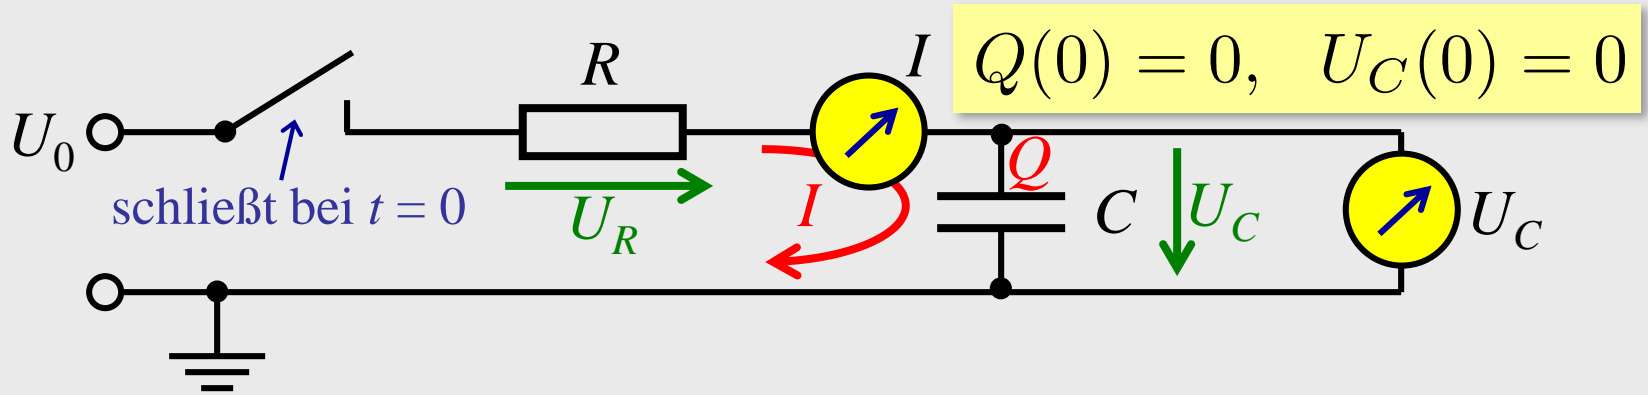 R
I
Q(0) = 0, U_C(0) = 0
U_0
schließt bei t = 0
U_R
I
Q
C
U_C
U_C